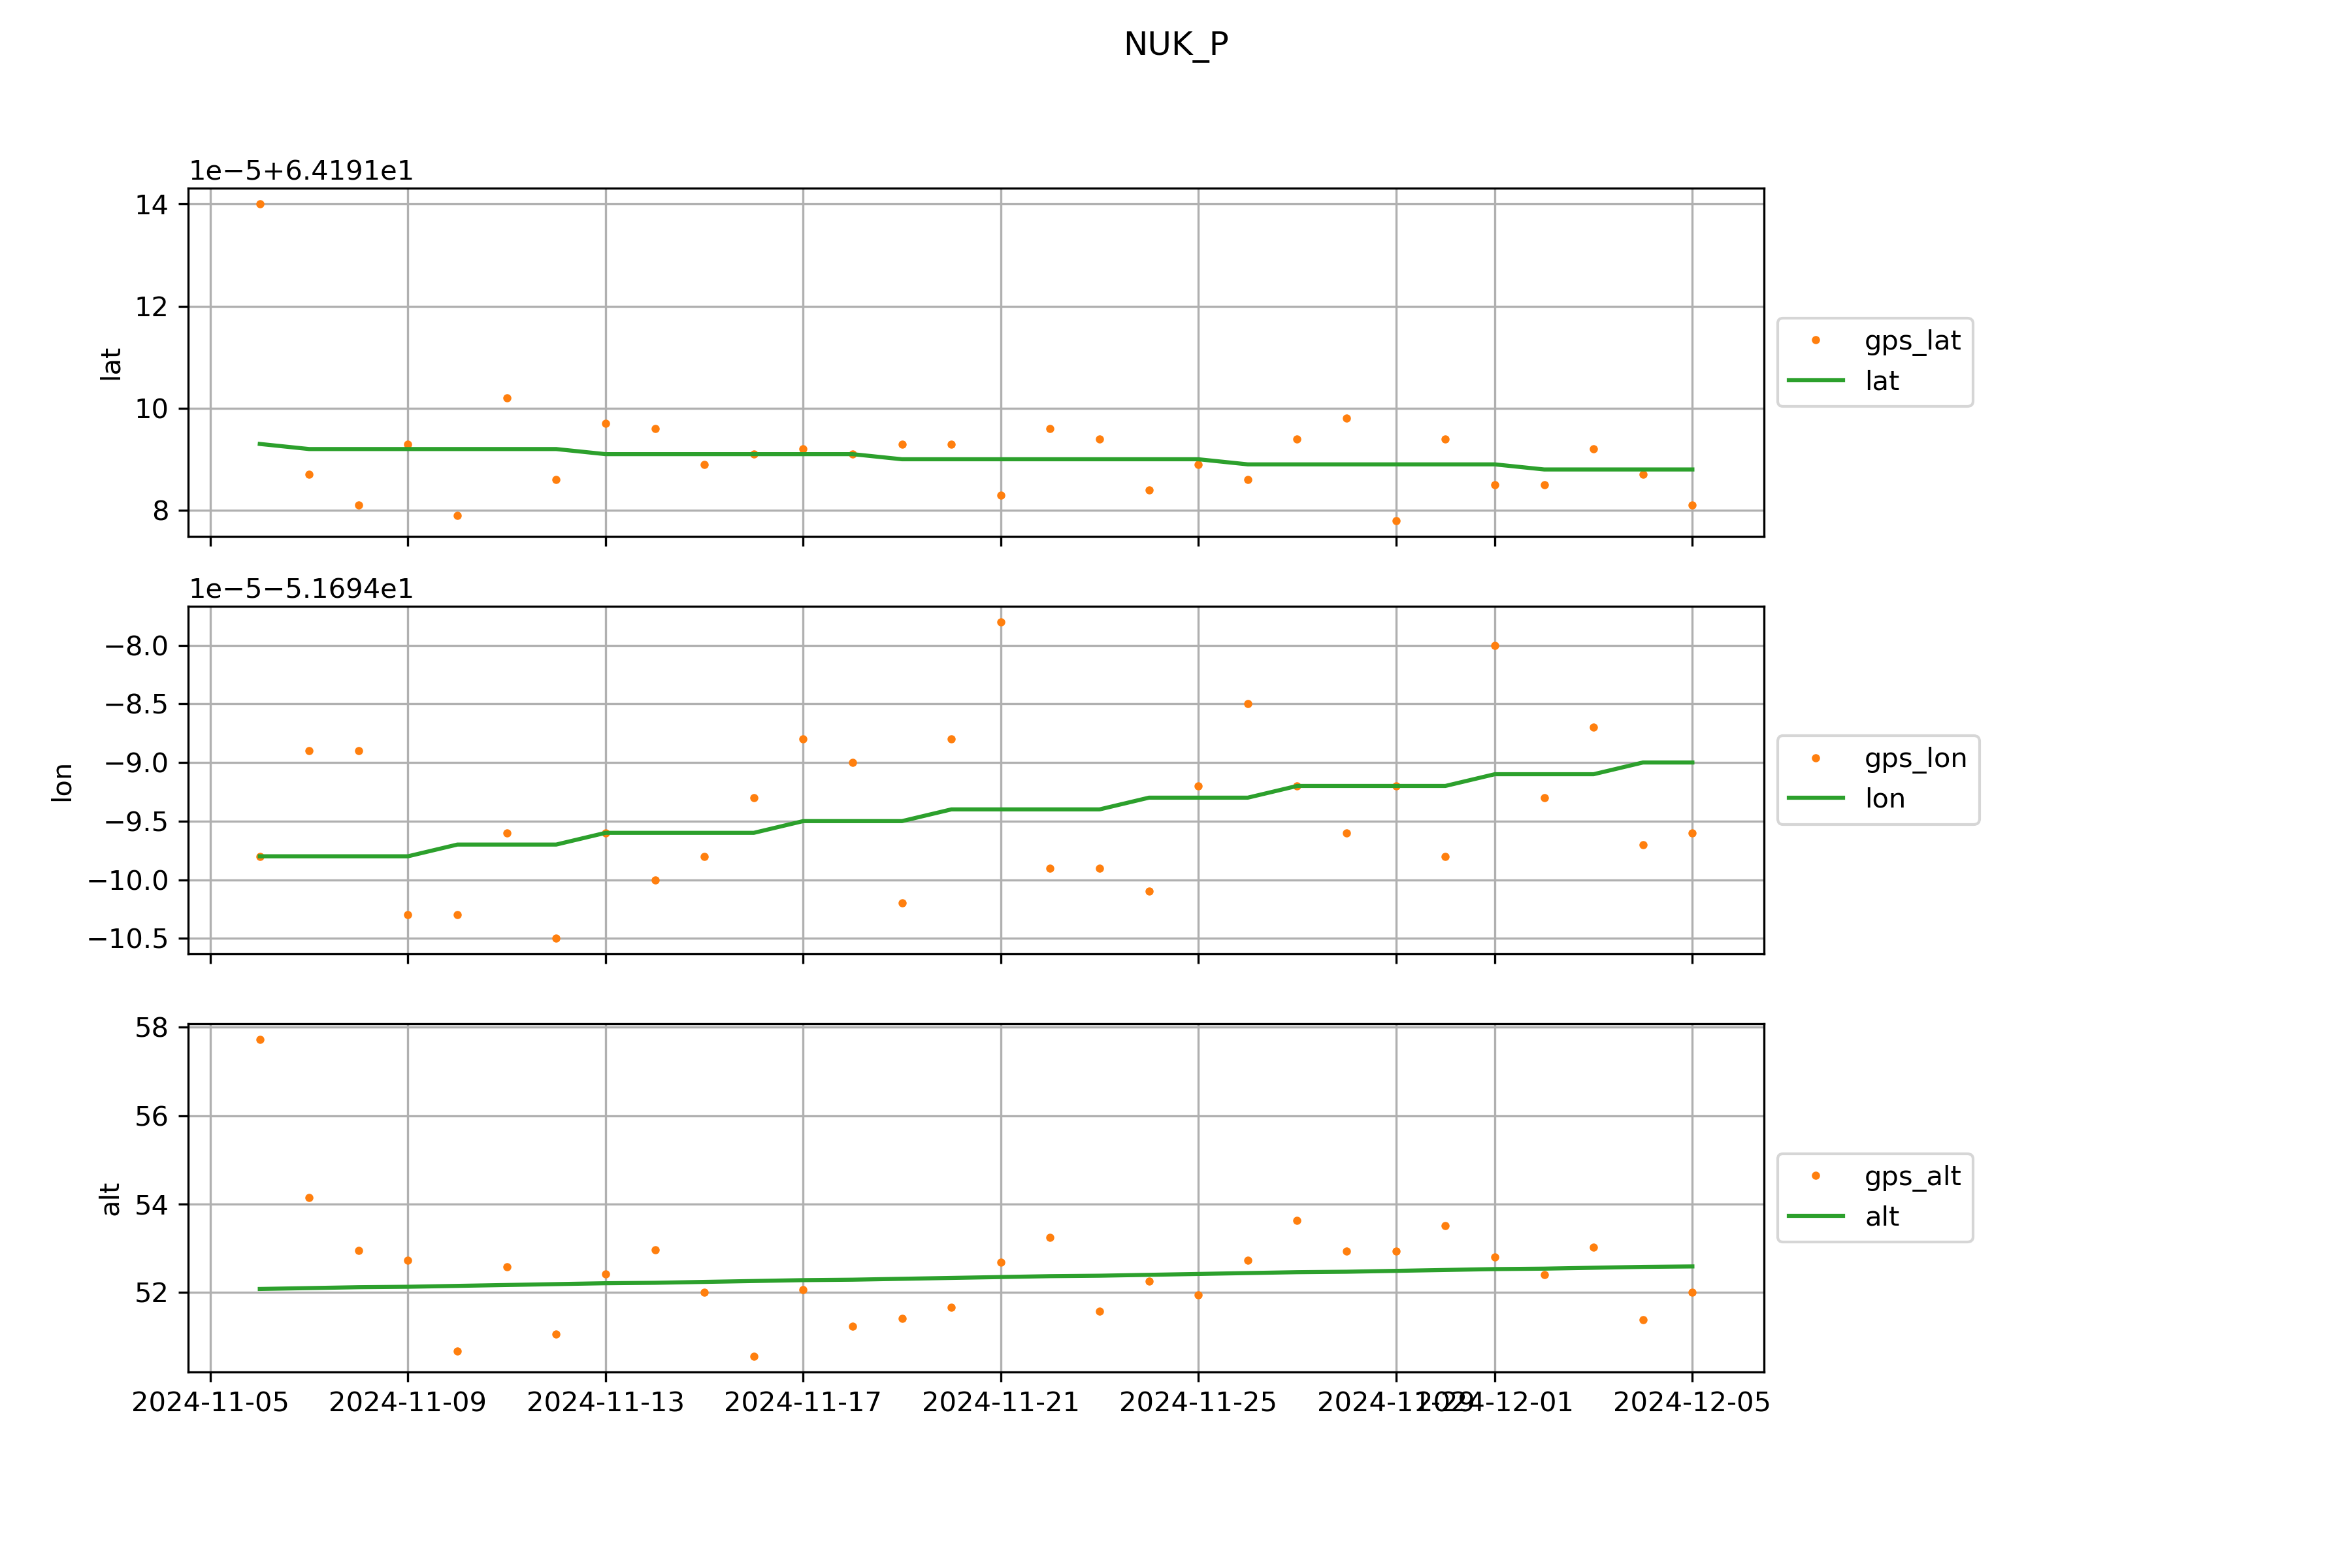 NUK_P
1e−5+6.4191e1
14
12
10
8
lat
gps_lat
lat
1e−5−5.1694e1
−8.0
−8.5
−9.0
−9.5
−10.0
−10.5
lon
gps_lon
lon
58
56
54
52
alt
gps_alt
alt
2024-11-05 2024-11-09 2024-11-13 2024-11-17 2024-11-21 2024-11-25 2024-11-29 2024-12-01 2024-12-05